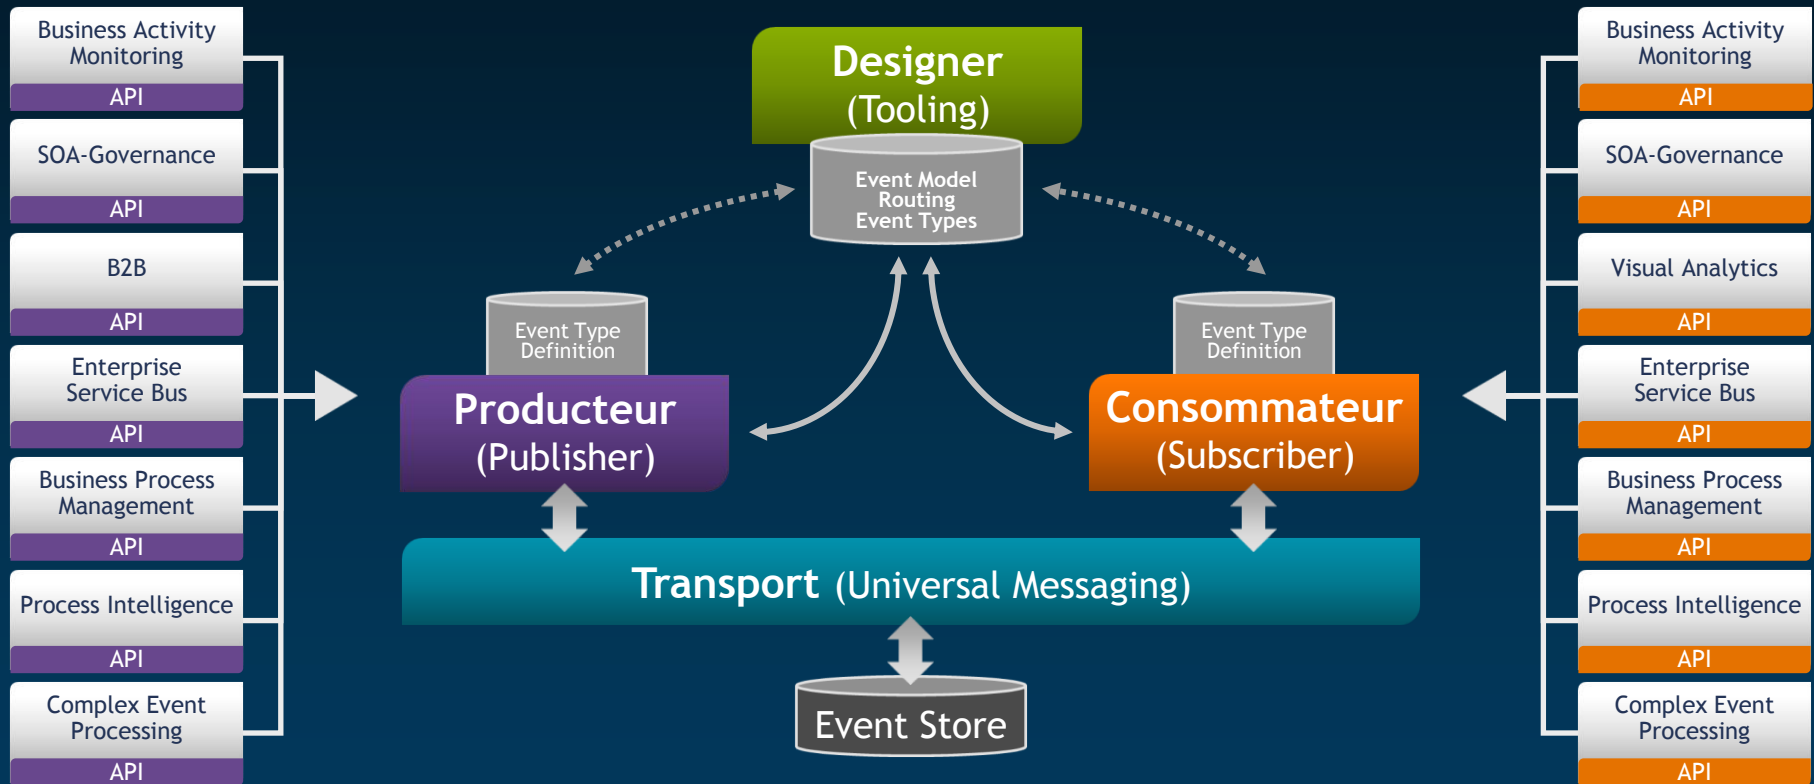 Business Activity
Monitoring
API
SOA-Governance
API
B2B
API
Enterprise
Service Bus
API
Business Process
Management
API
Process Intelligence
API
Complex Event
Processing
API
Designer
(Tooling)
Event Model
Routing
Event Types
Event Type
Definition
Producteur
(Publisher)
Event Type
Definition
Consommateur
(Subscriber)
Transport (Universal Messaging)
Event Store
Business Activity
Monitoring
API
SOA-Governance
API
Visual Analytics
API
Enterprise
Service Bus
API
Business Process
Management
API
Process Intelligence
API
Complex Event
Processing
API